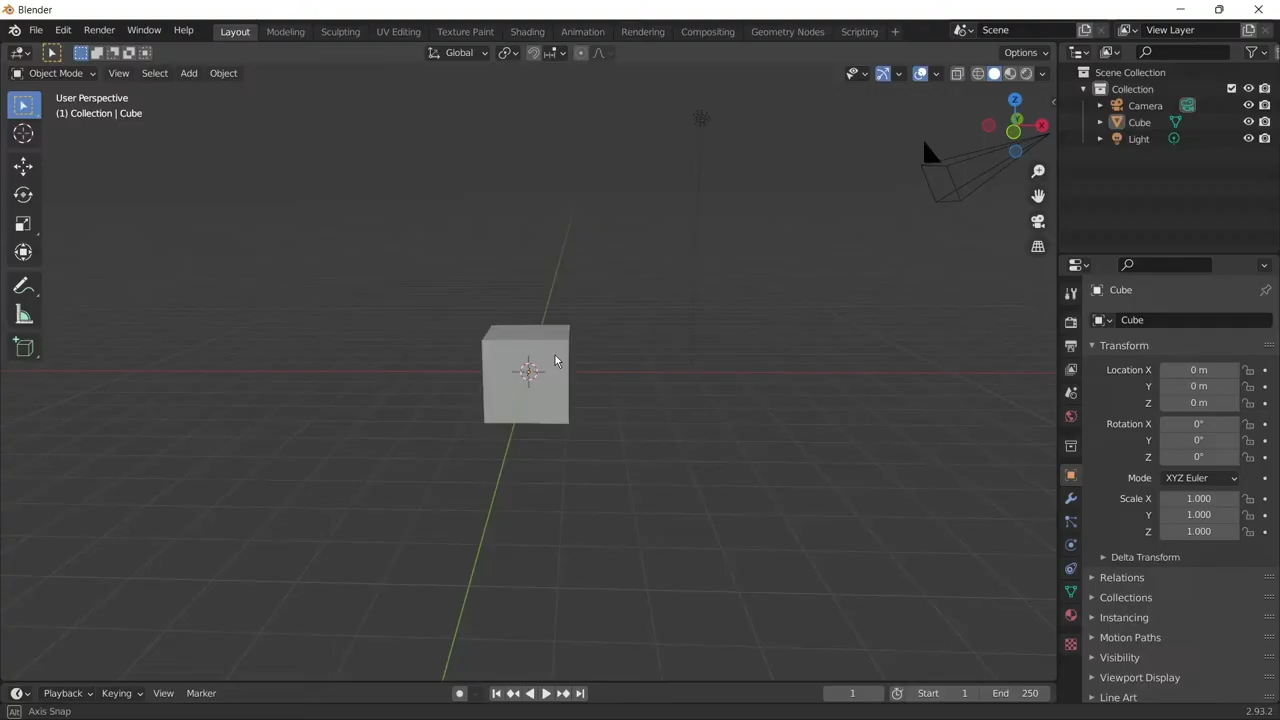 Blender
File Edit Render Window Help Layout Modeling Sculpting UV Editing Texture Paint Shading Animation Rendering Compositing Geometry Nodes Scripting + Scene View Layer
Global Options
Object Mode View Select Add Object
User Perspective
(1) Collection | Cube
Z
Y
X
Scene Collection
Collection
Camera
Cube
Light
Cube
Cube
Transform
Location X 0 m
Y 0 m
Z 0 m
Rotation X 0°
Y 0°
Z 0°
Mode XYZ Euler
Scale X 1.000
Y 1.000
Z 1.000
Delta Transform
Relations
Collections
Instancing
Motion Paths
Visibility
Viewport Display
Line Art
Playback Keying View Marker 1 Start 1 End 250
Alt Axis Snap 2.93.2